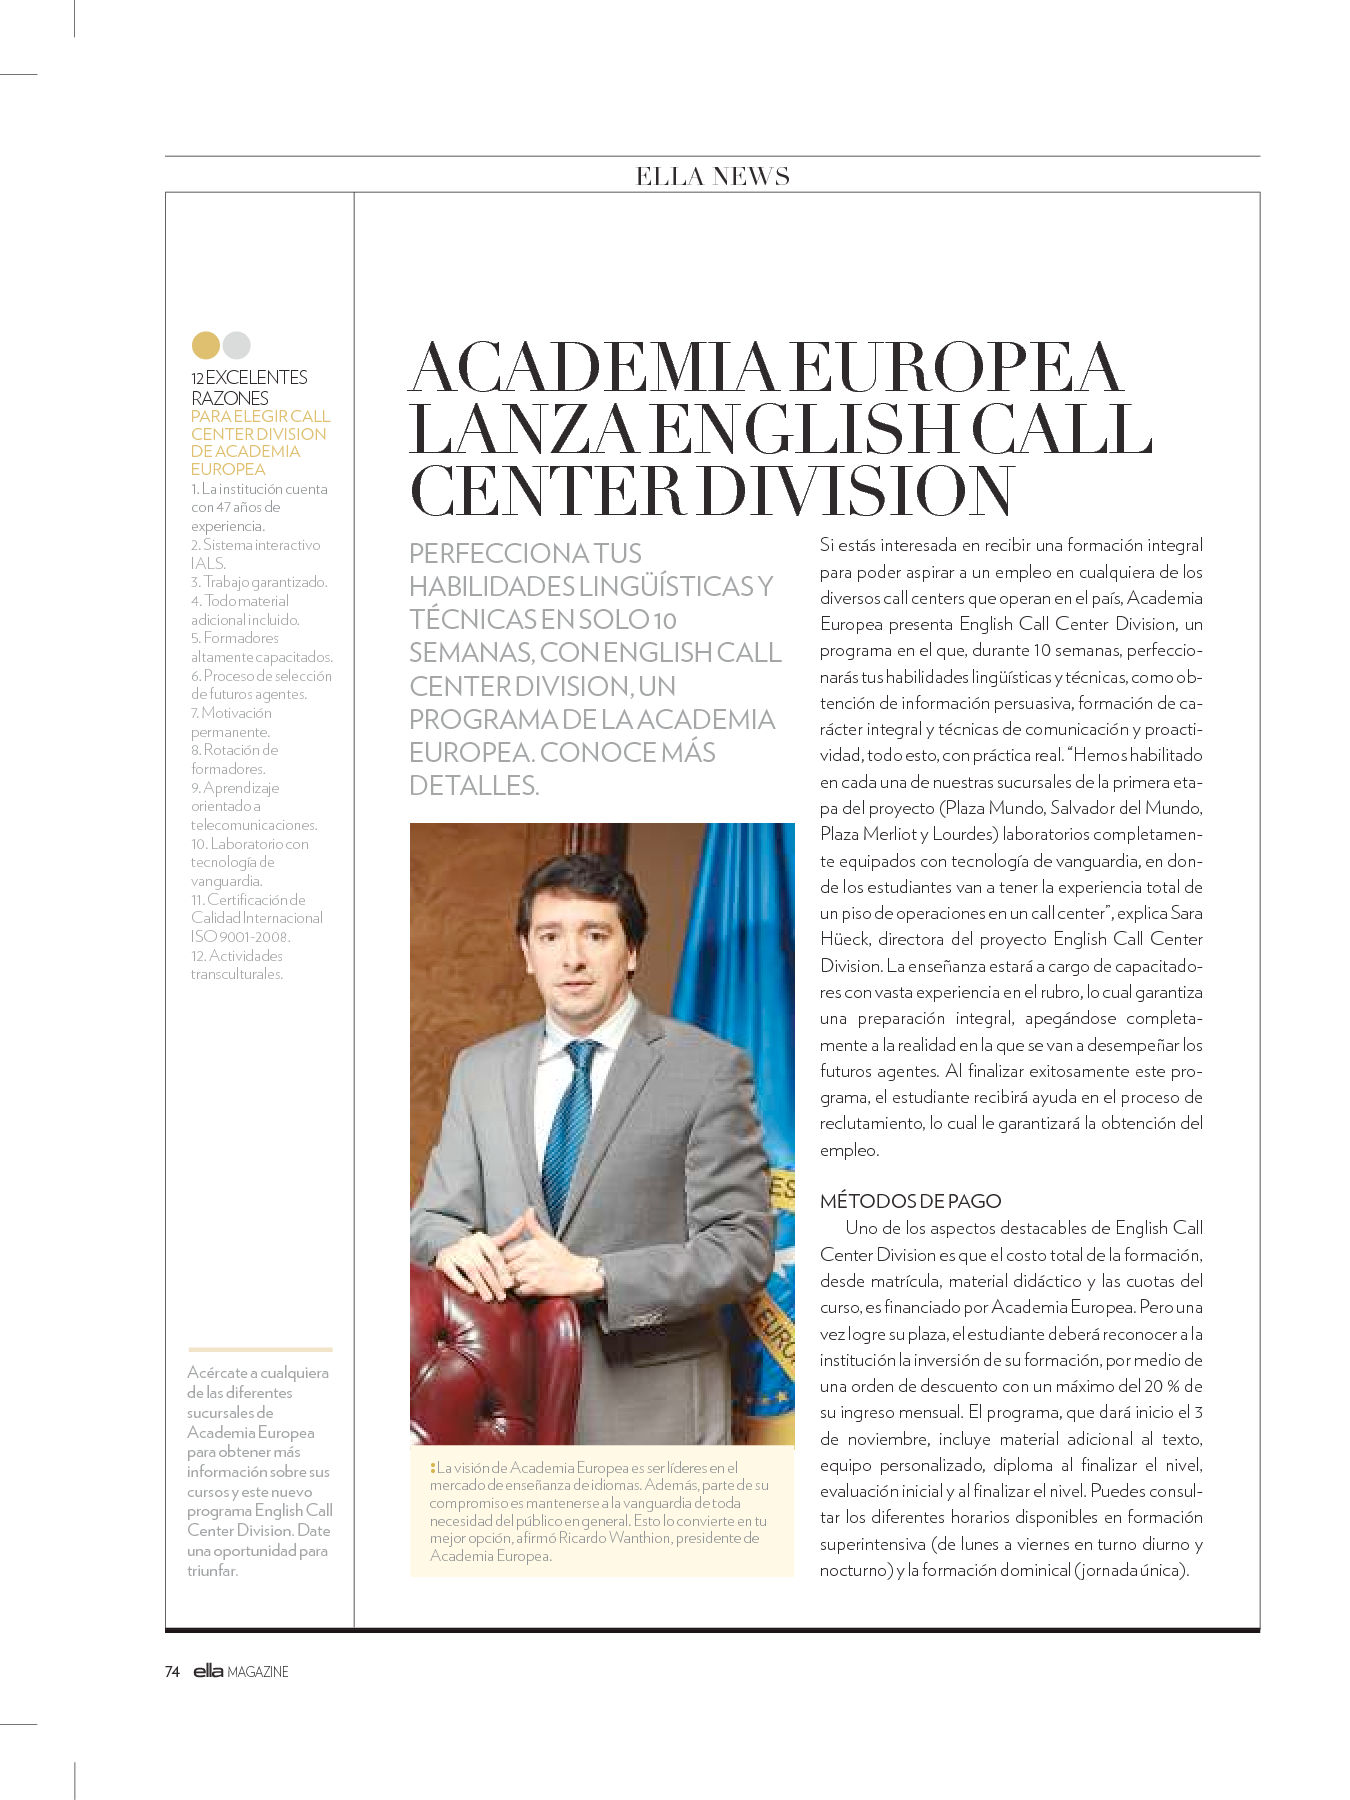 ELLA NEWS
12 EXCELENTES
RAZONES
PARA ELEGIR CALL
CENTER DIVISION
DE ACADEMIA
EUROPEA
1. La institución cuenta
con 47 años de
experiencia.
2. Sistema interactivo
IALS.
3. Trabajo garantizado.
4. Todo material
adicional incluido.
5. Formadores
altamente capacitados.
6. Proceso de selección
de futuros agentes.
7. Motivación
permanente.
8. Rotación de
formadores.
9. Aprendizaje
orientado a
telecomunicaciones.
10. Laboratorio con
tecnología de
vanguardia.
11. Certificación de
Calidad Internacional
ISO 9001-2008.
12. Actividades
transculturales.
Acércate a cualquiera
de las diferentes
sucursales de
Academia Europea
para obtener más
información sobre sus
cursos y este nuevo
programa English Call
Center Division. Date
una oportunidad para
triunfar.
ACADEMIA EUROPEA
LANZA ENGLISH CALL
CENTER DIVISION
PERFECCIONA TUS
HABILIDADES LINGÜÍSTICAS Y
TÉCNICAS EN SOLO 10
SEMANAS, CON ENGLISH CALL
CENTER DIVISION, UN
PROGRAMA DE LA ACADEMIA
EUROPEA. CONOCE MÁS
DETALLES.
ES
A EUROP
La visión de Academia Europea es ser líderes en el
mercado de enseñanza de idiomas. Además, parte de su
compromiso es mantenerse a la vanguardia de toda
necesidad del público en general. Esto lo convierte en tu
mejor opción, afirmó Ricardo Wanthion, presidente de
Academia Europea.
Si estás interesada en recibir una formación integral
para poder aspirar a un empleo en cualquiera de los
diversos call centers que operan en el país, Academia
Europea presenta English Call Center Division, un
programa en el que, durante 10 semanas, perfeccio-
narás tus habilidades lingüísticas y técnicas, como ob-
tención de información persuasiva, formación de ca-
rácter integral y técnicas de comunicación y proacti-
vidad, todo esto, con práctica real. “Hemos habilitado
en cada una de nuestras sucursales de la primera eta-
pa del proyecto (Plaza Mundo, Salvador del Mundo,
Plaza Merliot y Lourdes) laboratorios completamen-
te equipados con tecnología de vanguardia, en don-
de los estudiantes van a tener la experiencia total de
un piso de operaciones en un call center”, explica Sara
Hüeck, directora del proyecto English Call Center
Division. La enseñanza estará a cargo de capacitado-
res con vasta experiencia en el rubro, lo cual garantiza
una preparación integral, apegándose completa-
mente a la realidad en la que se van a desempeñar los
futuros agentes. Al finalizar exitosamente este pro-
grama, el estudiante recibirá ayuda en el proceso de
reclutamiento, lo cual le garantizará la obtención del
empleo.
MÉTODOS DE PAGO
Uno de los aspectos destacables de English Call
Center Division es que el costo total de la formación,
desde matrícula, material didáctico y las cuotas del
curso, es financiado por Academia Europea. Pero una
vez logre su plaza, el estudiante deberá reconocer a la
institución la inversión de su formación, por medio de
una orden de descuento con un máximo del 20 % de
su ingreso mensual. El programa, que dará inicio el 3
de noviembre, incluye material adicional al texto,
equipo personalizado, diploma al finalizar el nivel,
evaluación inicial y al finalizar el nivel. Puedes consul-
tar los diferentes horarios disponibles en formación
superintensiva (de lunes a viernes en turno diurno y
nocturno) y la formación dominical (jornada única).
74 ella MAGAZINE